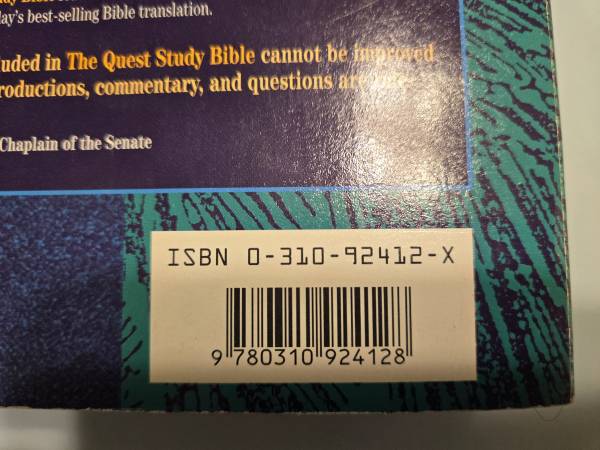 lay's best-selling Bible translation.
uded in The Quest Study Bible cannot be improved
roductions, commentary, and questions are
Chaplain of the Senate
ISBN 0-310-92412-X
9 780310 924128